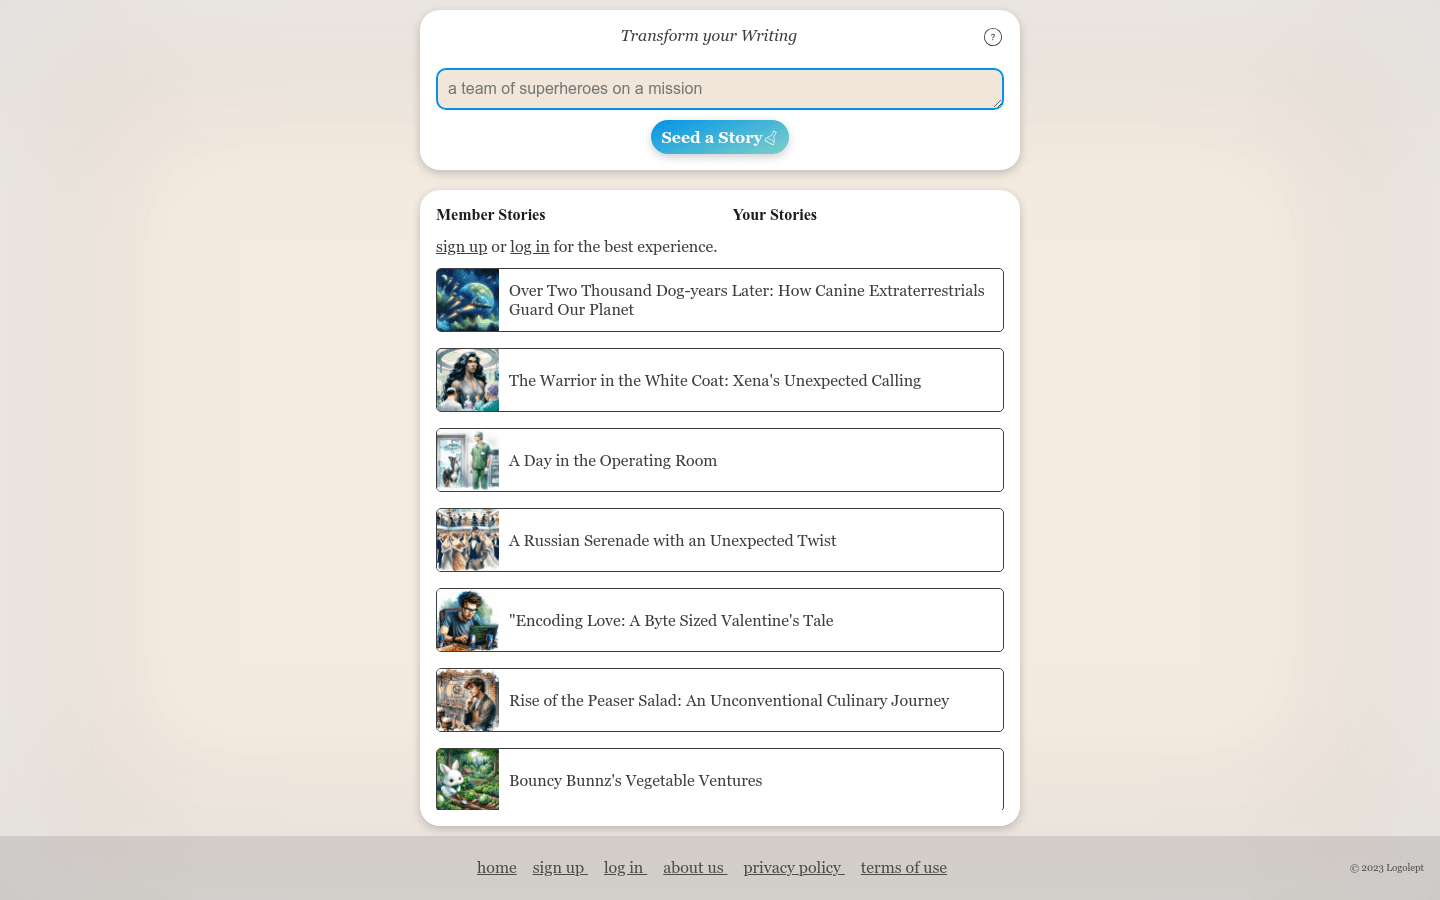 Transform your Writing
?
a team of superheroes on a mission
Seed a Story
Member Stories
Your Stories
sign up or log in for the best experience.
Over Two Thousand Dog-years Later: How Canine Extraterrestrials
Guard Our Planet
The Warrior in the White Coat: Xena's Unexpected Calling
A Day in the Operating Room
A Russian Serenade with an Unexpected Twist
"Encoding Love: A Byte Sized Valentine's Tale
Rise of the Peaser Salad: An Unconventional Culinary Journey
Bouncy Bunnz's Vegetable Ventures
home sign up log in about us privacy policy terms of use
© 2023 Logolept